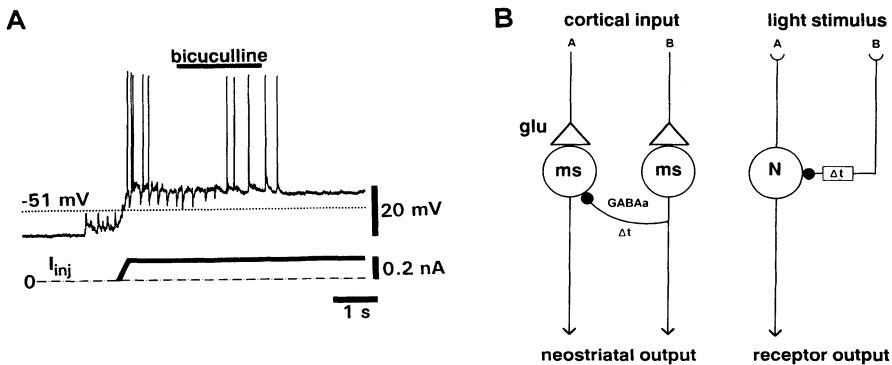 A
bicuculline
-51 mV
20 mV
Iinj
0
0.2 nA
1 s
B
cortical input
light stimulus
A
B
A
B
glu
ms
ms
N
Δt
GABAa
Δt
neostriatal output
receptor output